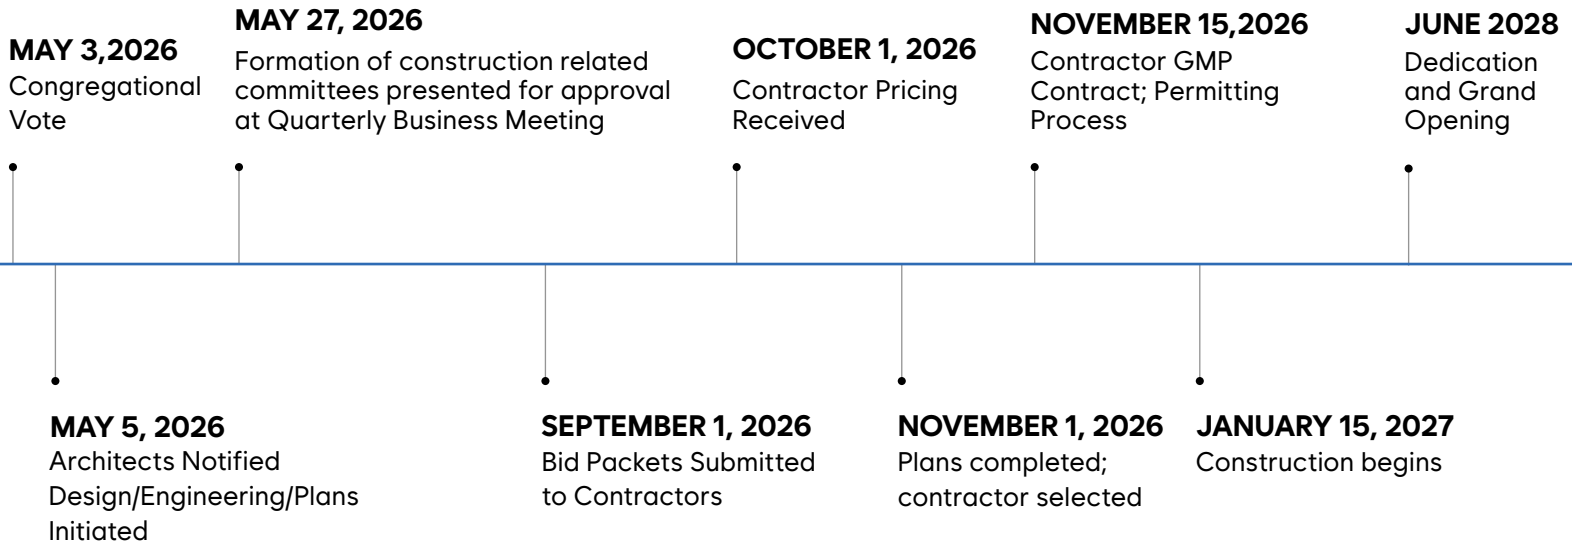 MAY 3,2026
Congregational
Vote
MAY 27, 2026
Formation of construction related
committees presented for approval
at Quarterly Business Meeting
OCTOBER 1, 2026
Contractor Pricing
Received
NOVEMBER 15,2026
Contractor GMP
Contract; Permitting
Process
JUNE 2028
Dedication
and Grand
Opening
MAY 5, 2026
Architects Notified
Design/Engineering/Plans
Initiated
SEPTEMBER 1, 2026
Bid Packets Submitted
to Contractors
NOVEMBER 1, 2026
Plans completed;
contractor selected
JANUARY 15, 2027
Construction begins